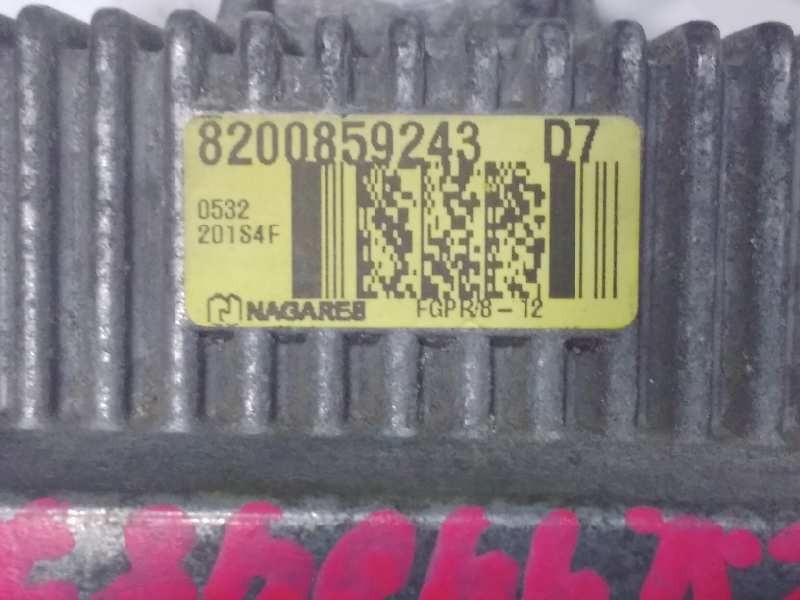 8200859243 D7
0532
201S4F
NAGARES FGPR/8-12